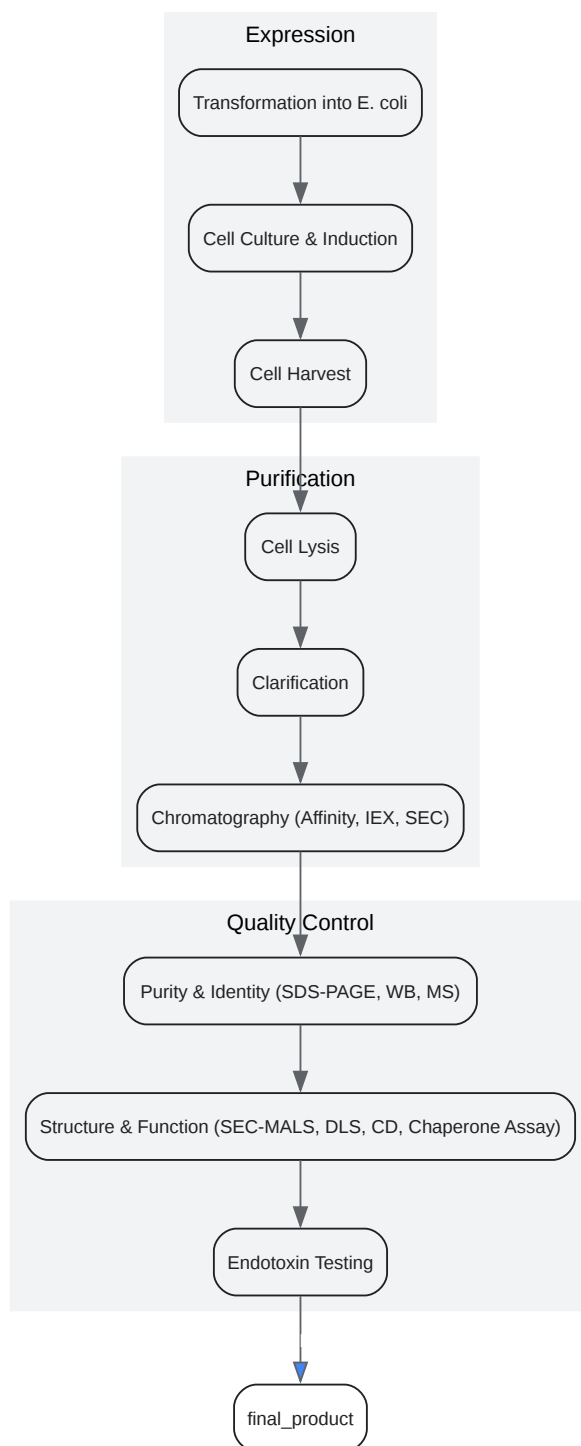 Expression
Transformation into E. coli
Cell Culture & Induction
Cell Harvest
Purification
Cell Lysis
Clarification
Chromatography (Affinity, IEX, SEC)
Quality Control
Purity & Identity (SDS-PAGE, WB, MS)
Structure & Function (SEC-MALS, DLS, CD, Chaperone Assay)
Endotoxin Testing
final_product